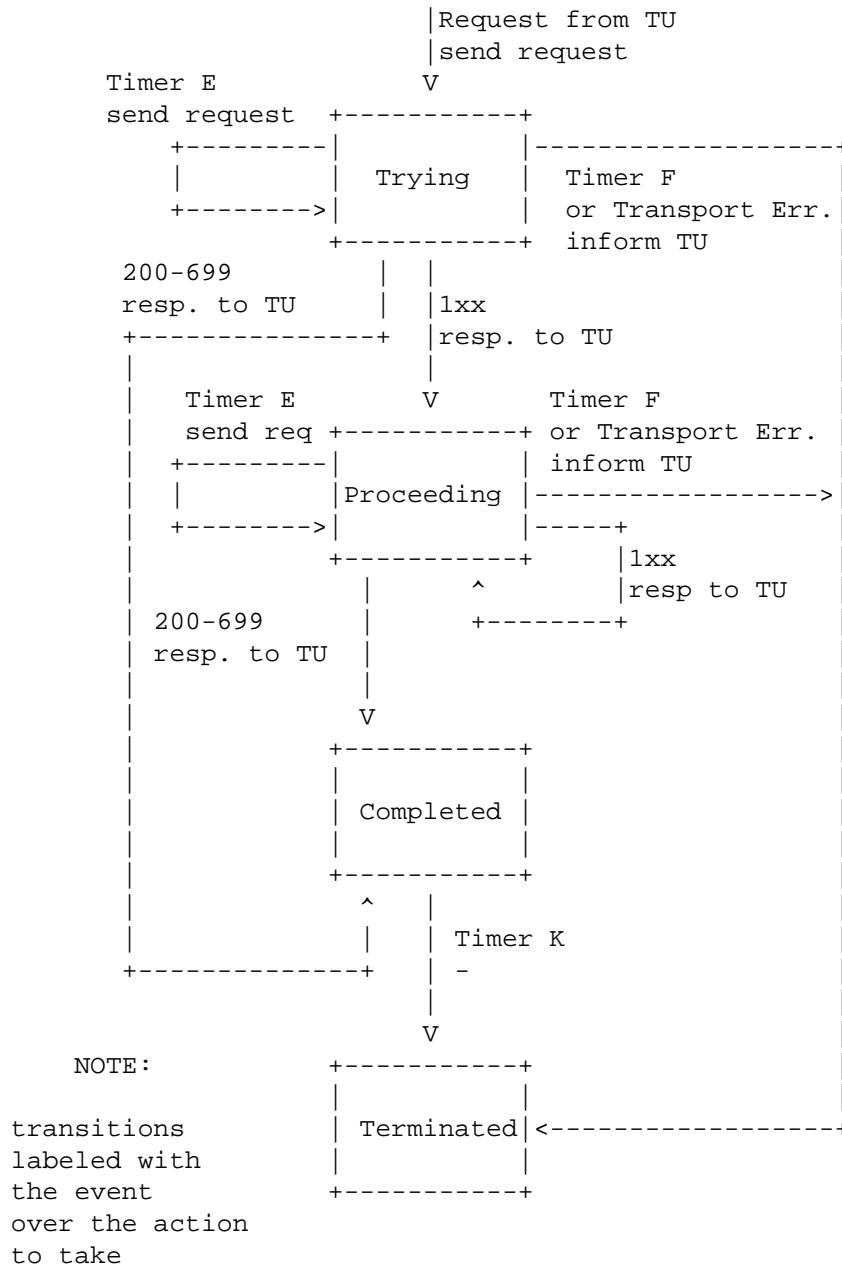 |Request from TU
|send request
Timer E V
send request +-----------+
+---------| |-------------------+
| | Trying | Timer F |
+-------->| | or Transport Err.|
+-----------+ inform TU |
200-699 | | |
resp. to TU | |1xx |
+---------------+ |resp. to TU |
| | |
| Timer E V Timer F |
| send req +-----------+ or Transport Err. |
| +---------| | inform TU |
| | |Proceeding |------------------>|
| +-------->| |-----+ |
| +-----------+ |1xx |
| | ^ |resp to TU |
| 200-699 | +--------+ |
| resp. to TU | |
| | |
| V |
| +-----------+ |
| | | |
| | Completed | |
| | | |
| +-----------+ |
| ^ | |
| | | Timer K |
+--------------+ | - |
| |
V |
NOTE: +-----------+ |
| | |
transitions | Terminated|<------------------+
labeled with | |
the event +-----------+
over the action
to take